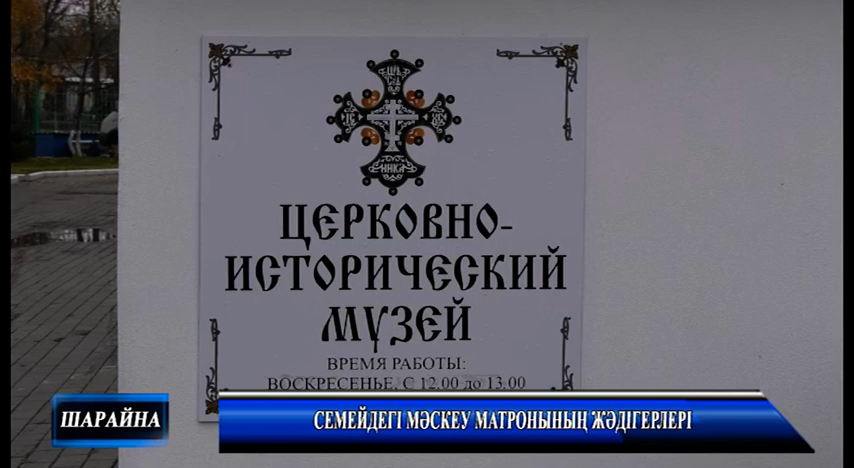 ЦЕРКОВНО-
ИСТОРИЧЕСКИЙ
МУЗЕЙ
ВРЕМЯ РАБОТЫ:
ВОСКРЕСЕНЬЕ, С 12.00 до 13.00
ШАРАЙНА
СЕМЕЙДЕГІ МӘСКЕУ МАТРОНЫНЫҢ ЖӘДІГЕРЛЕРІ